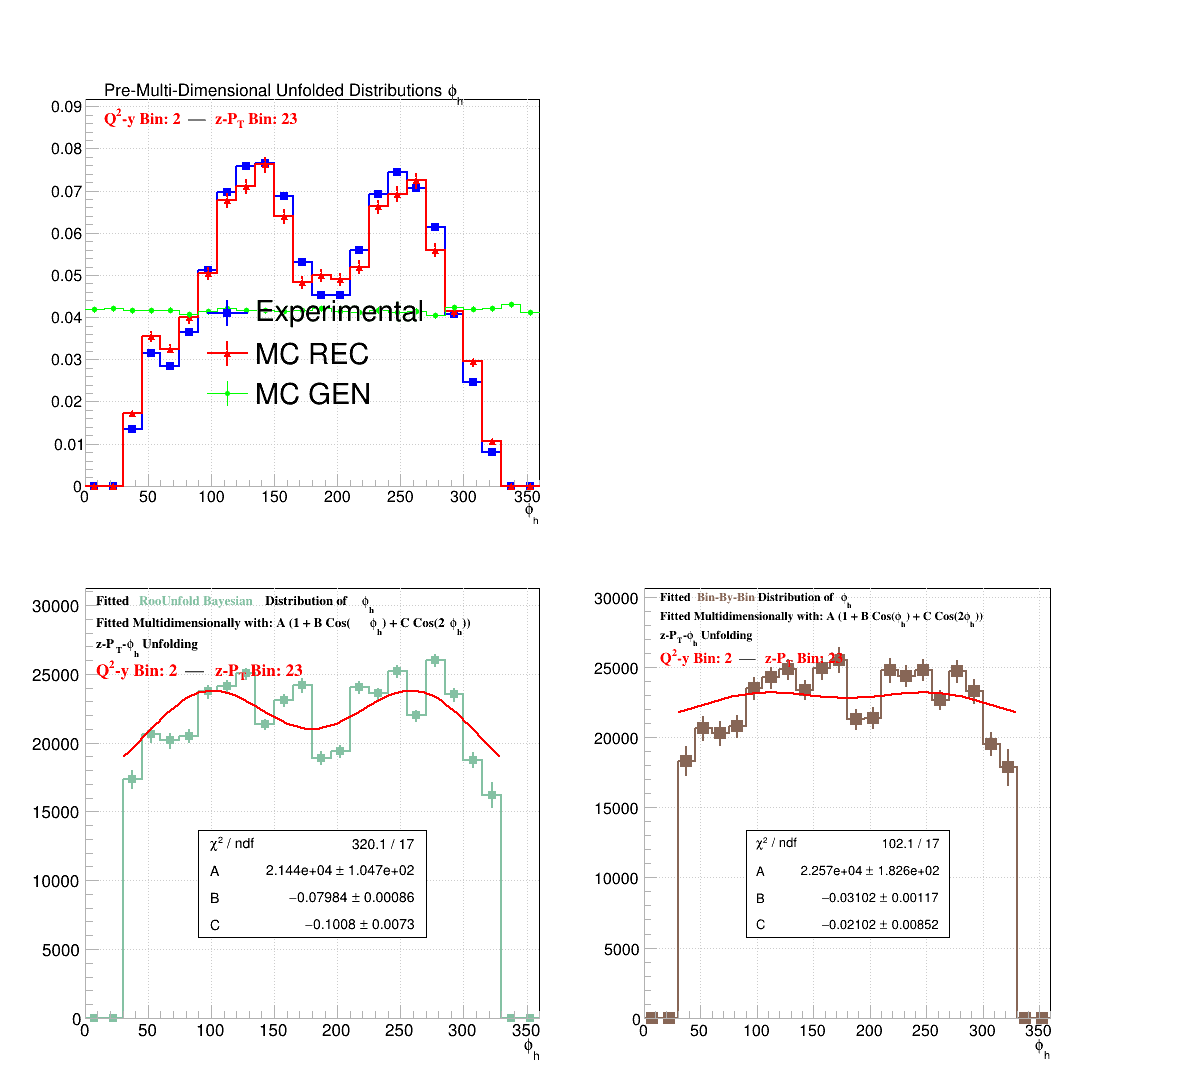 Pre-Multi-Dimensional Unfolded Distributions ϕh
Q²-y Bin: 2 — z-PT Bin: 23
0.09
0.08
0.07
0.06
0.05
0.04
0.03
0.02
0.01
0
Experimental
MC REC
MC GEN
0 50 100 150 200 250 300 350
ϕh
Fitted RooUnfold Bayesian Distribution of ϕh
Fitted Multidimensionally with: A (1 + B Cos( ϕh) + C Cos(2 ϕh))
z-PT-ϕh Unfolding
Q²-y Bin: 2 — z-PT Bin: 23
30000
25000
20000
15000
10000
5000
0
χ² / ndf 320.1 / 17
A 2.144e+04 ± 1.047e+02
B −0.07984 ± 0.00086
C −0.1008 ± 0.0073
0 50 100 150 200 250 300 350
ϕh
Fitted Bin-By-Bin Distribution of ϕh
Fitted Multidimensionally with: A (1 + B Cos(ϕh) + C Cos(2ϕh))
z-PT-ϕh Unfolding
Q²-y Bin: 2 — z-PT Bin: 23
30000
25000
20000
15000
10000
5000
0
χ² / ndf 102.1 / 17
A 2.257e+04 ± 1.826e+02
B −0.03102 ± 0.00117
C −0.02102 ± 0.00852
0 50 100 150 200 250 300 350
ϕh